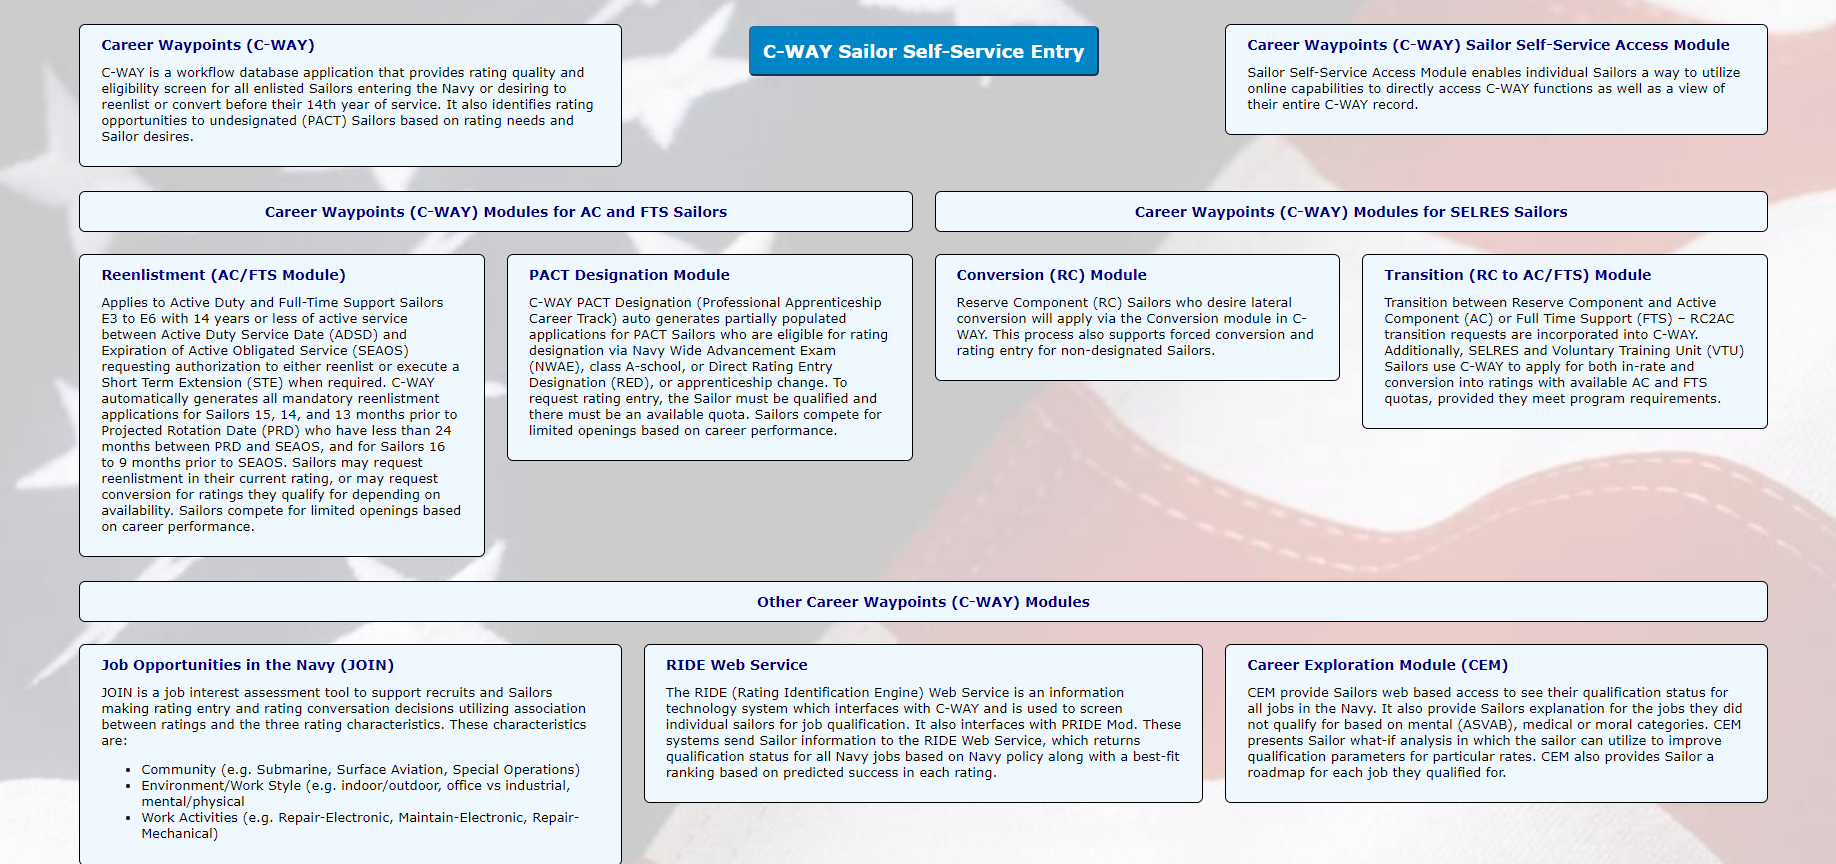 Career Waypoints (C-WAY)
C-WAY is a workflow database application that provides rating quality and
eligibility screen for all enlisted Sailors entering the Navy or desiring to
reenlist or convert before their 14th year of service. It also identifies rating
opportunities to undesignated (PACT) Sailors based on rating needs and
Sailor desires.
C-WAY Sailor Self-Service Entry
Career Waypoints (C-WAY) Sailor Self-Service Access Module
Sailor Self-Service Access Module enables individual Sailors a way to utilize
online capabilities to directly access C-WAY functions as well as a view of
their entire C-WAY record.
Career Waypoints (C-WAY) Modules for AC and FTS Sailors
Reenlistment (AC/FTS Module)
Applies to Active Duty and Full-Time Support Sailors
E3 to E6 with 14 years or less of active service
between Active Duty Service Date (ADSD) and
Expiration of Active Obligated Service (SEAOS)
requesting authorization to either reenlist or execute a
Short Term Extension (STE) when required. C-WAY
automatically generates all mandatory reenlistment
applications for Sailors 15, 14, and 13 months prior to
Projected Rotation Date (PRD) who have less than 24
months between PRD and SEAOS, and for Sailors 16
to 9 months prior to SEAOS. Sailors may request
reenlistment in their current rating, or may request
conversion for ratings they qualify for depending on
availability. Sailors compete for limited openings based
on career performance.
PACT Designation Module
C-WAY PACT Designation (Professional Apprenticeship
Career Track) auto generates partially populated
applications for PACT Sailors who are eligible for rating
designation via Navy Wide Advancement Exam
(NWAE), class A-school, or Direct Rating Entry
Designation (RED), or apprenticeship change. To
request rating entry, the Sailor must be qualified and
there must be an available quota. Sailors compete for
limited openings based on career performance.
Career Waypoints (C-WAY) Modules for SELRES Sailors
Conversion (RC) Module
Reserve Component (RC) Sailors who desire lateral
conversion will apply via the Conversion module in C-
WAY. This process also supports forced conversion and
rating entry for non-designated Sailors.
Transition (RC to AC/FTS) Module
Transition between Reserve Component and Active
Component (AC) or Full Time Support (FTS) – RC2AC
transition requests are incorporated into C-WAY.
Additionally, SELRES and Voluntary Training Unit (VTU)
Sailors use C-WAY to apply for both in-rate and
conversion into ratings with available AC and FTS
quotas, provided they meet program requirements.
Other Career Waypoints (C-WAY) Modules
Job Opportunities in the Navy (JOIN)
JOIN is a job interest assessment tool to support recruits and Sailors
making rating entry and rating conversation decisions utilizing association
between ratings and the three rating characteristics. These characteristics
are:
• Community (e.g. Submarine, Surface Aviation, Special Operations)
• Environment/Work Style (e.g. indoor/outdoor, office vs industrial,
mental/physical
• Work Activities (e.g. Repair-Electronic, Maintain-Electronic, Repair-
Mechanical)
RIDE Web Service
The RIDE (Rating Identification Engine) Web Service is an information
technology system which interfaces with C-WAY and is used to screen
individual sailors for job qualification. It also interfaces with PRIDE Mod. These
systems send Sailor information to the RIDE Web Service, which returns
qualification status for all Navy jobs based on Navy policy along with a best-fit
ranking based on predicted success in each rating.
Career Exploration Module (CEM)
CEM provide Sailors web based access to see their qualification status for
all jobs in the Navy. It also provide Sailors explanation for the jobs they did
not qualify for based on mental (ASVAB), medical or moral categories. CEM
presents Sailor what-if analysis in which the sailor can utilize to improve
qualification parameters for particular rates. CEM also provides Sailor a
roadmap for each job they qualified for.